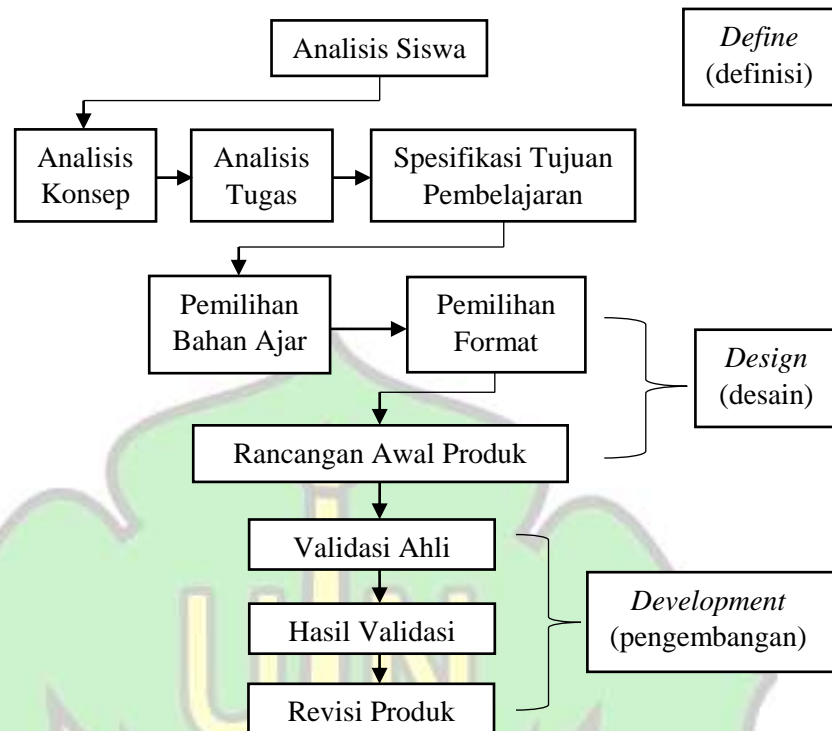 Analisis Siswa
Define
(definisi)
Analisis
Konsep
Analisis
Tugas
Spesifikasi Tujuan
Pembelajaran
Pemilihan
Bahan Ajar
Pemilihan
Format
Design
(desain)
Rancangan Awal Produk
Validasi Ahli
Hasil Validasi
Development
(pengembangan)
Revisi Produk
UIN